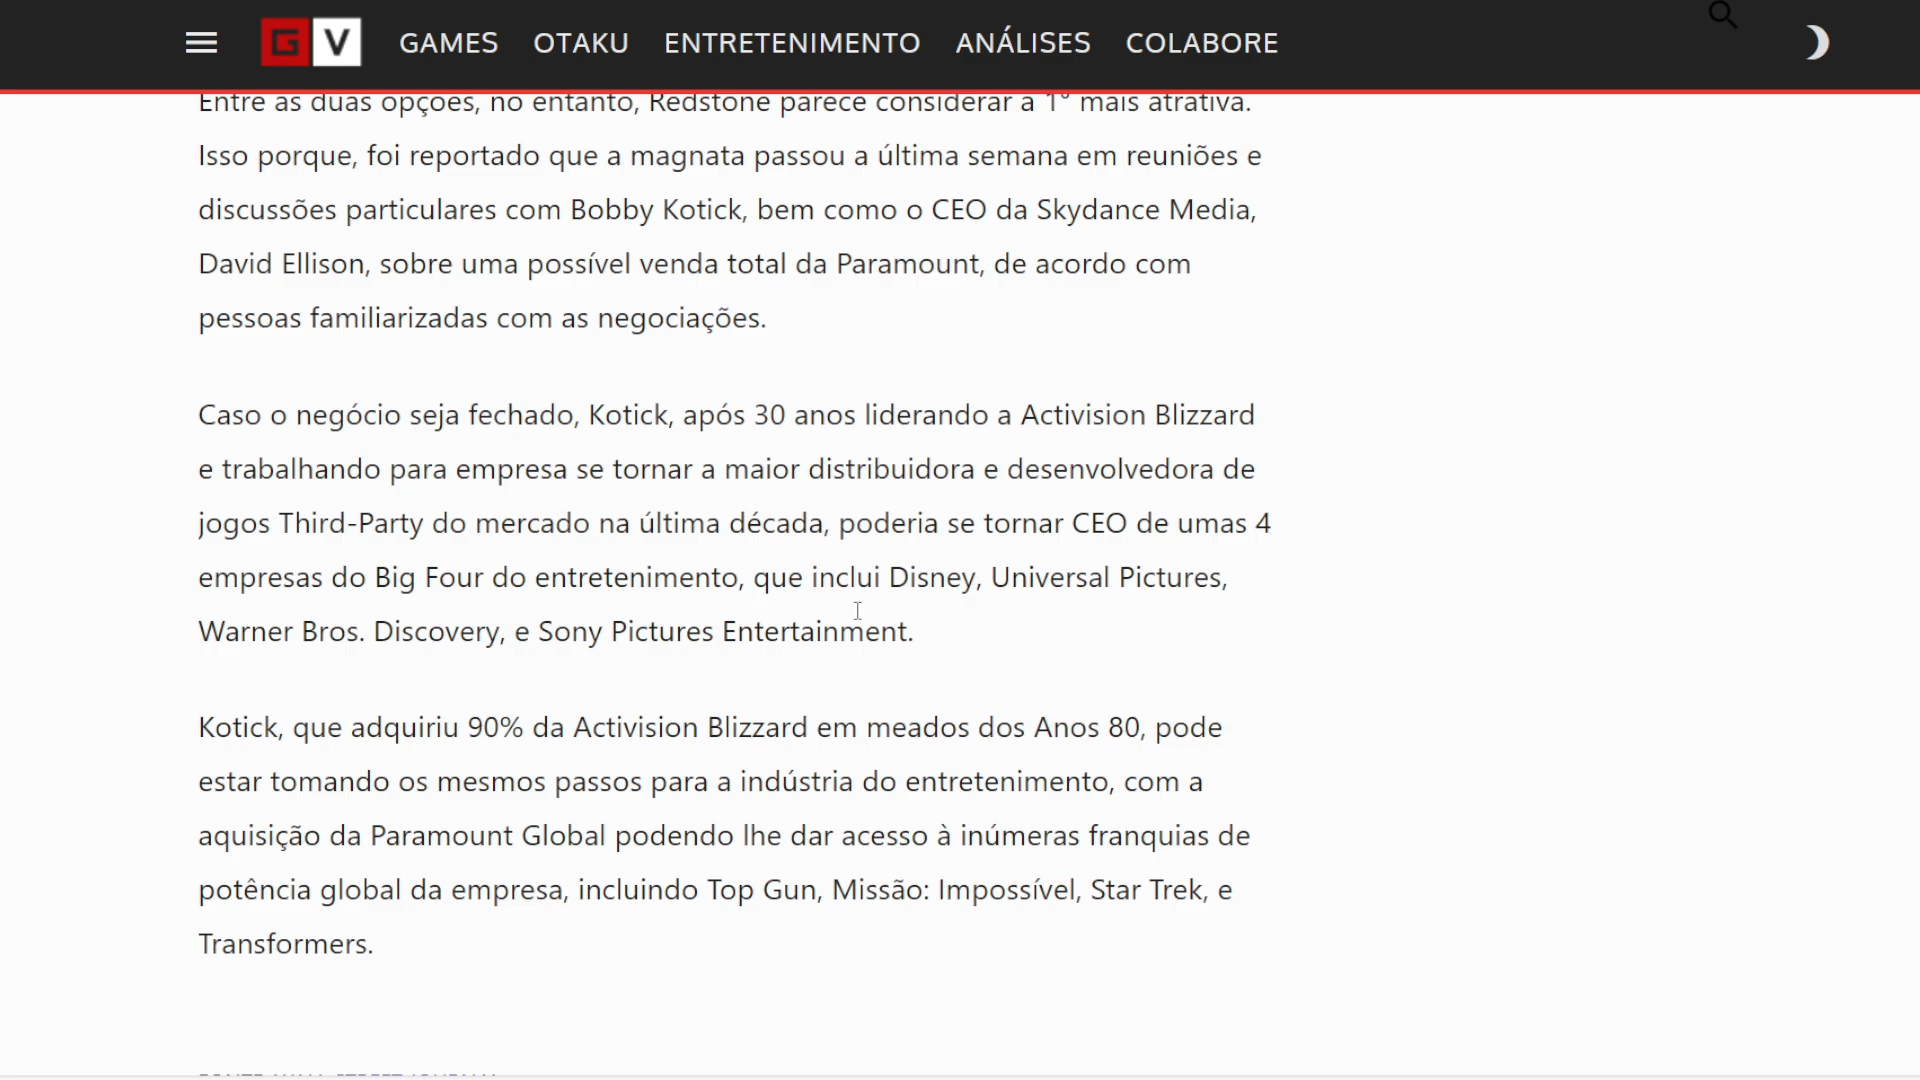 G V GAMES OTAKU ENTRETENIMENTO ANÁLISES COLABORE
Entre as duas opções, no entanto, Redstone parece considerar a 1° mais atrativa.
Isso porque, foi reportado que a magnata passou a última semana em reuniões e
discussões particulares com Bobby Kotick, bem como o CEO da Skydance Media,
David Ellison, sobre uma possível venda total da Paramount, de acordo com
pessoas familiarizadas com as negociações.
Caso o negócio seja fechado, Kotick, após 30 anos liderando a Activision Blizzard
e trabalhando para empresa se tornar a maior distribuidora e desenvolvedora de
jogos Third-Party do mercado na última década, poderia se tornar CEO de umas 4
empresas do Big Four do entretenimento, que inclui Disney, Universal Pictures,
Warner Bros. Discovery, e Sony Pictures Entertainment.
Kotick, que adquiriu 90% da Activision Blizzard em meados dos Anos 80, pode
estar tomando os mesmos passos para a indústria do entretenimento, com a
aquisição da Paramount Global podendo lhe dar acesso à inúmeras franquias de
potência global da empresa, incluindo Top Gun, Missão: Impossível, Star Trek, e
Transformers.